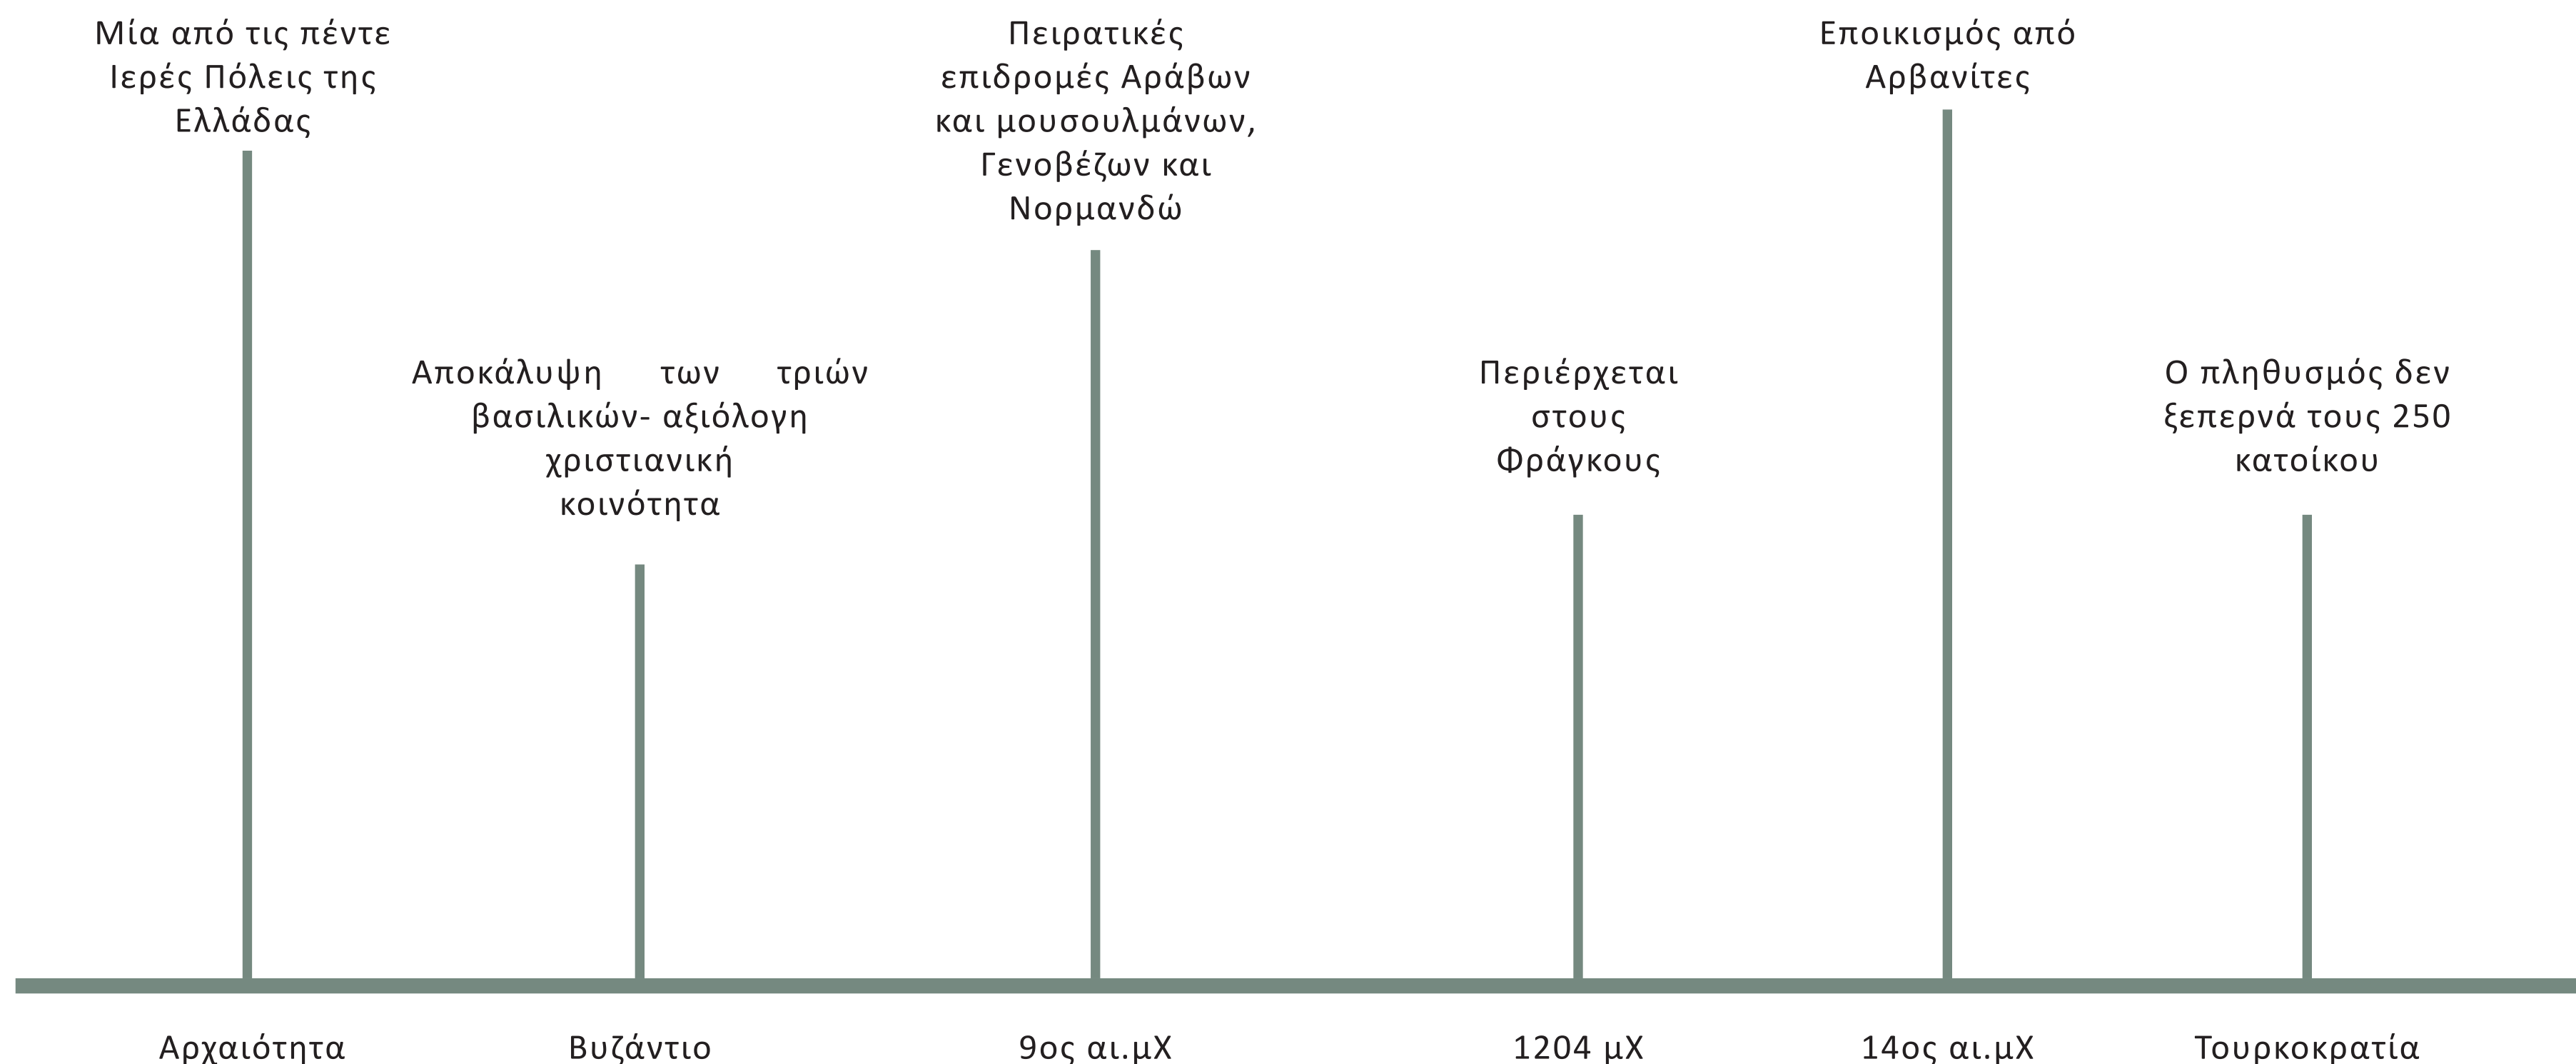 Μία από τις πέντε
Ιερές Πόλεις της
Ελλάδας
Αποκάλυψη των τριών
βασιλικών- αξιόλογη
χριστιανική
κοινότητα
Πειρατικές
επιδρομές Αράβων
και μουσουλμάνων,
Γενοβέζων και
Νορμανδώ
Περιέρχεται
στους
Φράγκους
Εποικισμός από
Αρβανίτες
Ο πληθυσμός δεν
ξεπερνά τους 250
κατοίκου
Αρχαιότητα
Βυζάντιο
9ος αι.μΧ
1204 μΧ
14ος αι.μΧ
Τουρκοκρατία